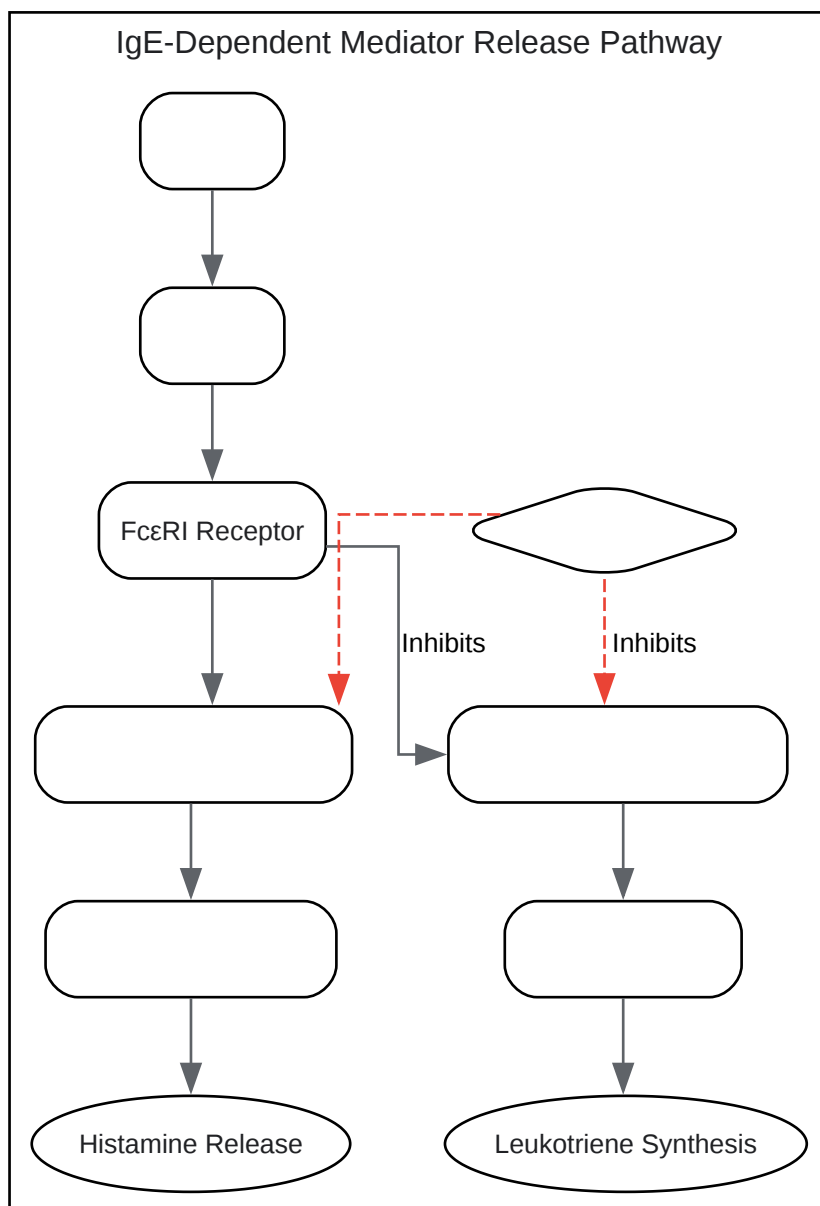 IgE-Dependent Mediator Release Pathway
FcεRI Receptor
Inhibits
Inhibits
Histamine Release
Leukotriene Synthesis